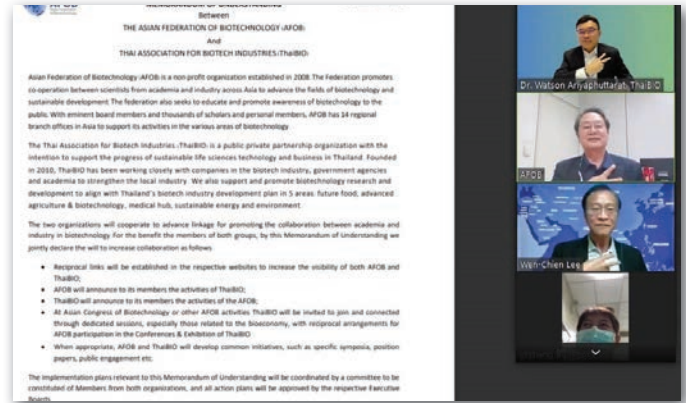 AFOB
MEMORANDUM OF UNDERSTANDING
Between
THE ASIAN FEDERATION OF BIOTECHNOLOGY (AFOB)
And
THAI ASSOCIATION FOR BIOTECH INDUSTRIES (ThaiBIO)
Asian Federation of Biotechnology (AFOB) is a non-profit organization established in 2008. The Federation promotes
co-operation between scientists from academia and industry across Asia to advance the fields of biotechnology and
sustainable development. The federation also seeks to educate and promote awareness of biotechnology to the
public. With eminent board members and thousands of scholars and personal members, AFOB has 14 regional
branch offices in Asia to support its activities in the various areas of biotechnology.
The Thai Association for Biotech Industries (ThaiBIO) is a public private partnership organization with the
intention to support the progress of sustainable life sciences technology and business in Thailand. Founded
in 2010, ThaiBIO has been working closely with companies in the biotech industry, government agencies
and academia to strengthen the local industry. We also support and promote biotechnology research and
development to align with Thailand's biotech industry development plan in 5 areas: future food, advanced
agriculture & biotechnology, medical hub, sustainable energy and environment.
The two organizations will cooperate to advance linkage for promoting the collaboration between academia and
industry in biotechnology. For the benefit the members of both groups, by this Memorandum of Understanding we
jointly declare the will to increase collaboration as follows
• Reciprocal links will be established in the respective websites to increase the visibility of both AFOB and
ThaiBIO;
• AFOB will announce to its members the activities of ThaiBIO;
• ThaiBIO will announce to its members the activities of the AFOB;
• At Asian Congress of Biotechnology or other AFOB activities ThaiBIO will be invited to join and connected
through dedicated sessions, especially those related to the bioeconomy, with reciprocal arrangements for
AFOB participation in the Conferences & Exhibition of ThaiBIO
• When appropriate, AFOB and ThaiBIO will develop common initiatives, such as specific symposia, position
papers, public engagement etc.
The implementation plans relevant to this Memorandum of Understanding will be coordinated by a committee to be
constituted of Members from both organizations, and all action plans will be approved by the respective Executive
Boards.
Dr. Watson Ariyaphuttarat, ThaiBIO
AFOB
Wen-Chien Lee